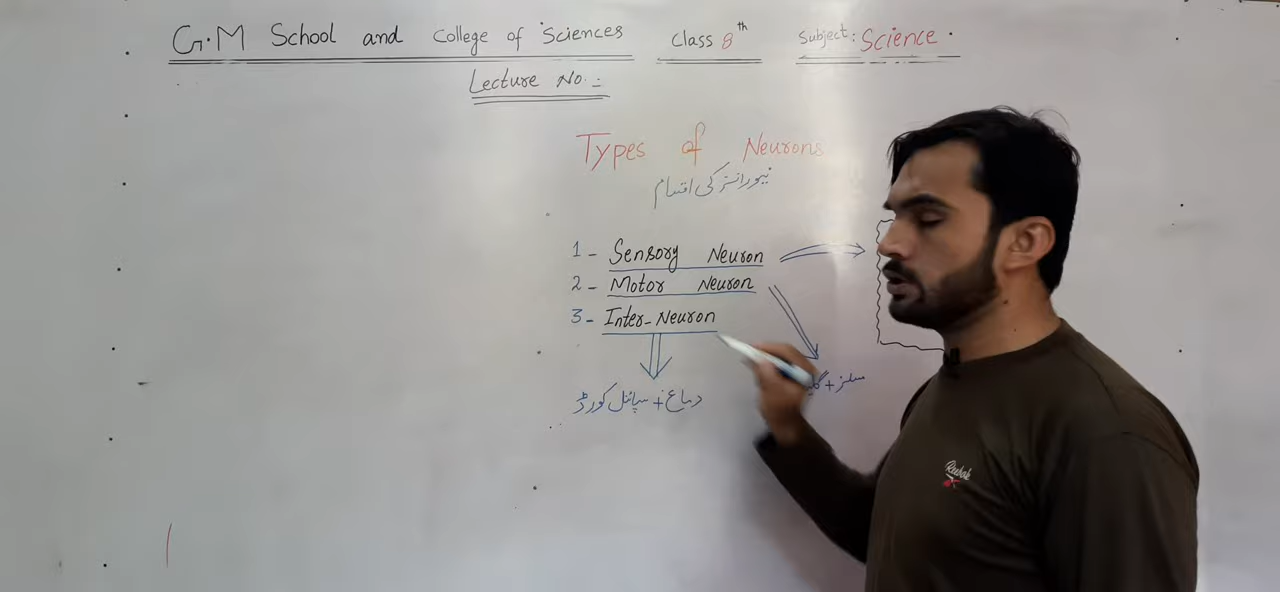 G.M School and College of Sciences Class 8th Subject: Science.
Lecture No. =
Types of Neurons
نیورانز کی اقسام
1- Sensory Neuron
2- Motor Neuron
3- Inter-Neuron
دماغ + سپائنل کورڈ
مسلز +
Reebok